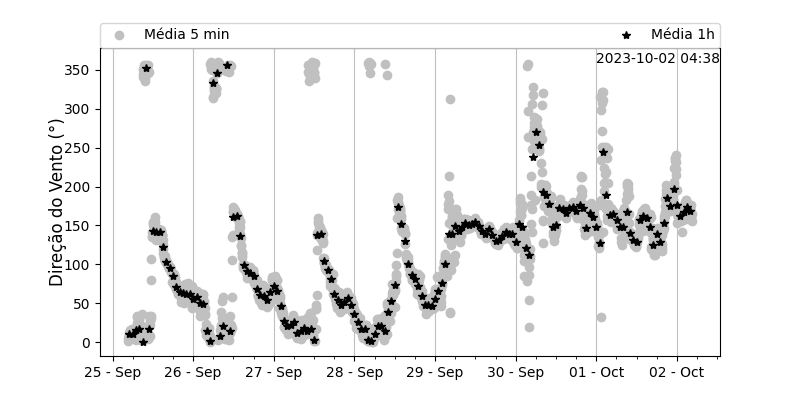 Média 5 min
Média 1h
2023-10-02 04:38
Direção do Vento (°)
350
300
250
200
150
100
50
0
25 - Sep
26 - Sep
27 - Sep
28 - Sep
29 - Sep
30 - Sep
01 - Oct
02 - Oct